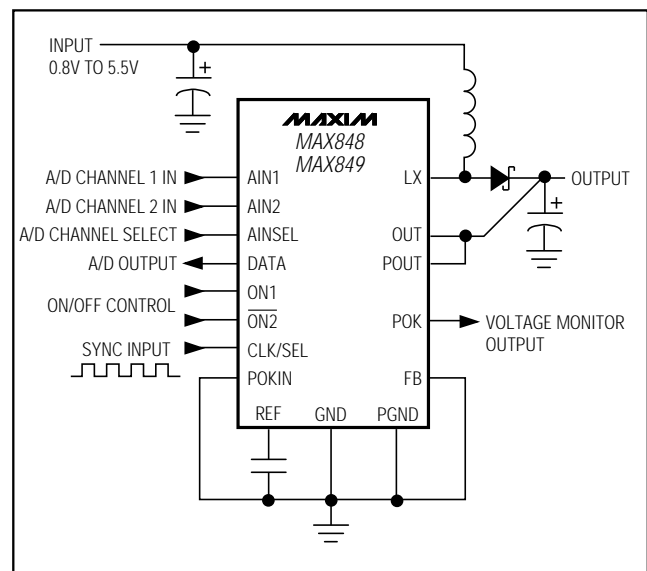 INPUT
0.8V TO 5.5V
+
MAXIM
MAX848
MAX849
A/D CHANNEL 1 IN
AIN1
LX
OUTPUT
A/D CHANNEL 2 IN
AIN2
+
A/D CHANNEL SELECT
AINSEL
OUT
A/D OUTPUT
DATA
POUT
ON/OFF CONTROL
ON1
ON2
POK
VOLTAGE MONITOR
OUTPUT
SYNC INPUT
CLK/SEL
POKIN
FB
REF
GND
PGND